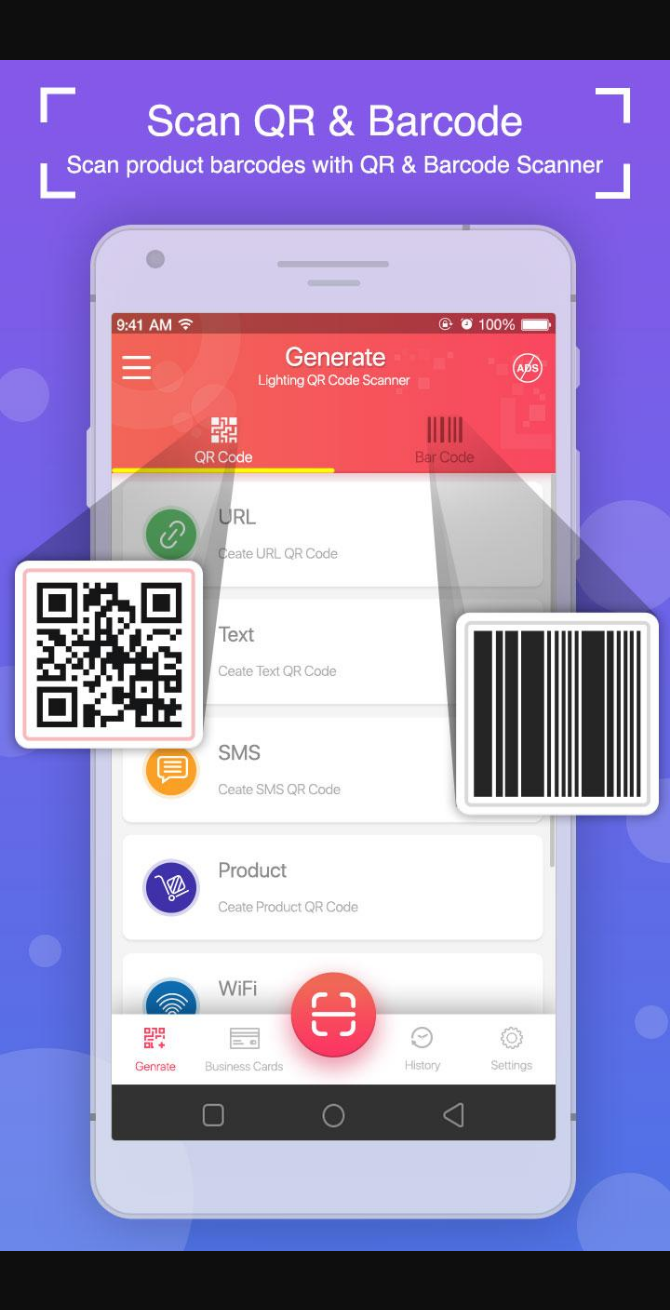 Scan QR & Barcode
Scan product barcodes with QR & Barcode Scanner
9:41 AM
100%
Generate
Lighting QR Code Scanner
ADS
QR Code
Bar Code
URL
Ceate URL QR Code
Text
Ceate Text QR Code
SMS
Ceate SMS QR Code
Product
Ceate Product QR Code
WiFi
Genrate
Business Cards
History
Settings